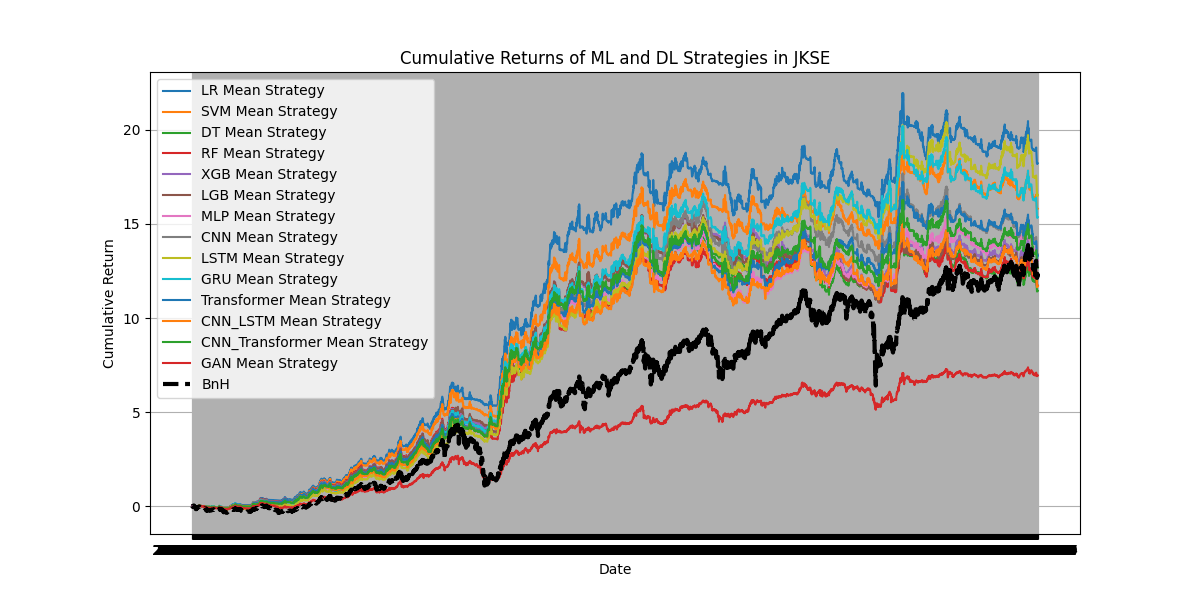 Cumulative Returns of ML and DL Strategies in JKSE
LR Mean Strategy
SVM Mean Strategy
DT Mean Strategy
RF Mean Strategy
XGB Mean Strategy
LGB Mean Strategy
MLP Mean Strategy
CNN Mean Strategy
LSTM Mean Strategy
GRU Mean Strategy
Transformer Mean Strategy
CNN_LSTM Mean Strategy
CNN_Transformer Mean Strategy
GAN Mean Strategy
BnH
20
15
10
5
0
Cumulative Return
Date